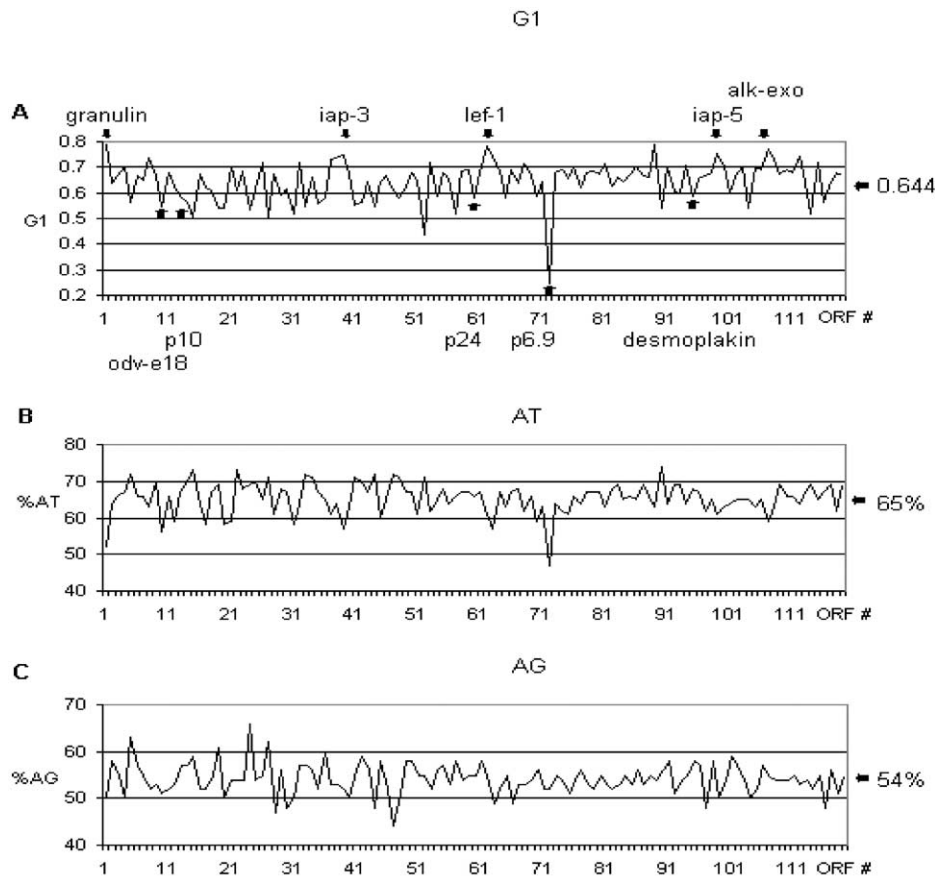 G1
alk-exo
A
granulin iap-3 lef-1 iap-5
0.8
0.7
0.644
0.6
0.5
G1
0.4
0.3
0.2
1 11 21 31 41 51 61 71 81 91 101 111 ORF #
p10 p24 p6.9 desmoplakin
odv-e18
B AT
80
70
%AT
65%
60
50
40
1 11 21 31 41 51 61 71 81 91 101 111 ORF #
C AG
70
60
%AG
54%
50
40
1 11 21 31 41 51 61 71 81 91 101 111 ORF #